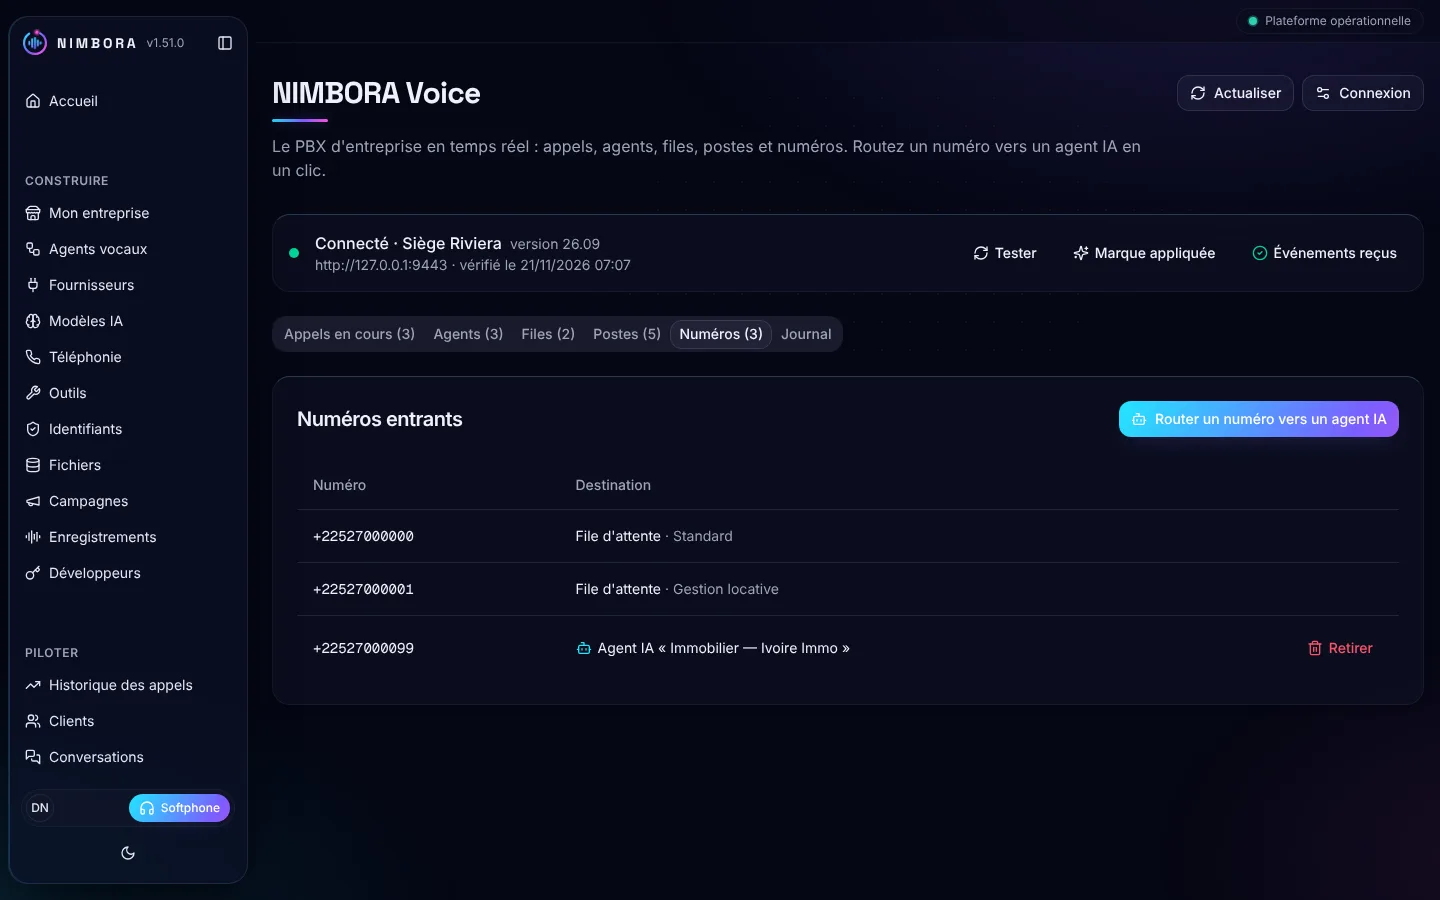 NIMBORA v1.51.0
Accueil
CONSTRUIRE
Mon entreprise
Agents vocaux
Fournisseurs
Modèles IA
Téléphonie
Outils
Identifiants
Fichiers
Campagnes
Enregistrements
Développeurs
PILOTER
Historique des appels
Clients
Conversations
DN
Softphone
Plateforme opérationnelle
NIMBORA Voice
Actualiser
Connexion
Le PBX d'entreprise en temps réel : appels, agents, files, postes et numéros. Routez un numéro vers un agent IA en
un clic.
Connecté · Siège Riviera version 26.09
http://127.0.0.1:9443 · vérifié le 21/11/2026 07:07
Tester
Marque appliquée
Événements reçus
Appels en cours (3) Agents (3) Files (2) Postes (5) Numéros (3) Journal
Numéros entrants
Router un numéro vers un agent IA
Numéro Destination
+22527000000 File d'attente · Standard
+22527000001 File d'attente · Gestion locative
+22527000099 Agent IA « Immobilier — Ivoire Immo » Retirer